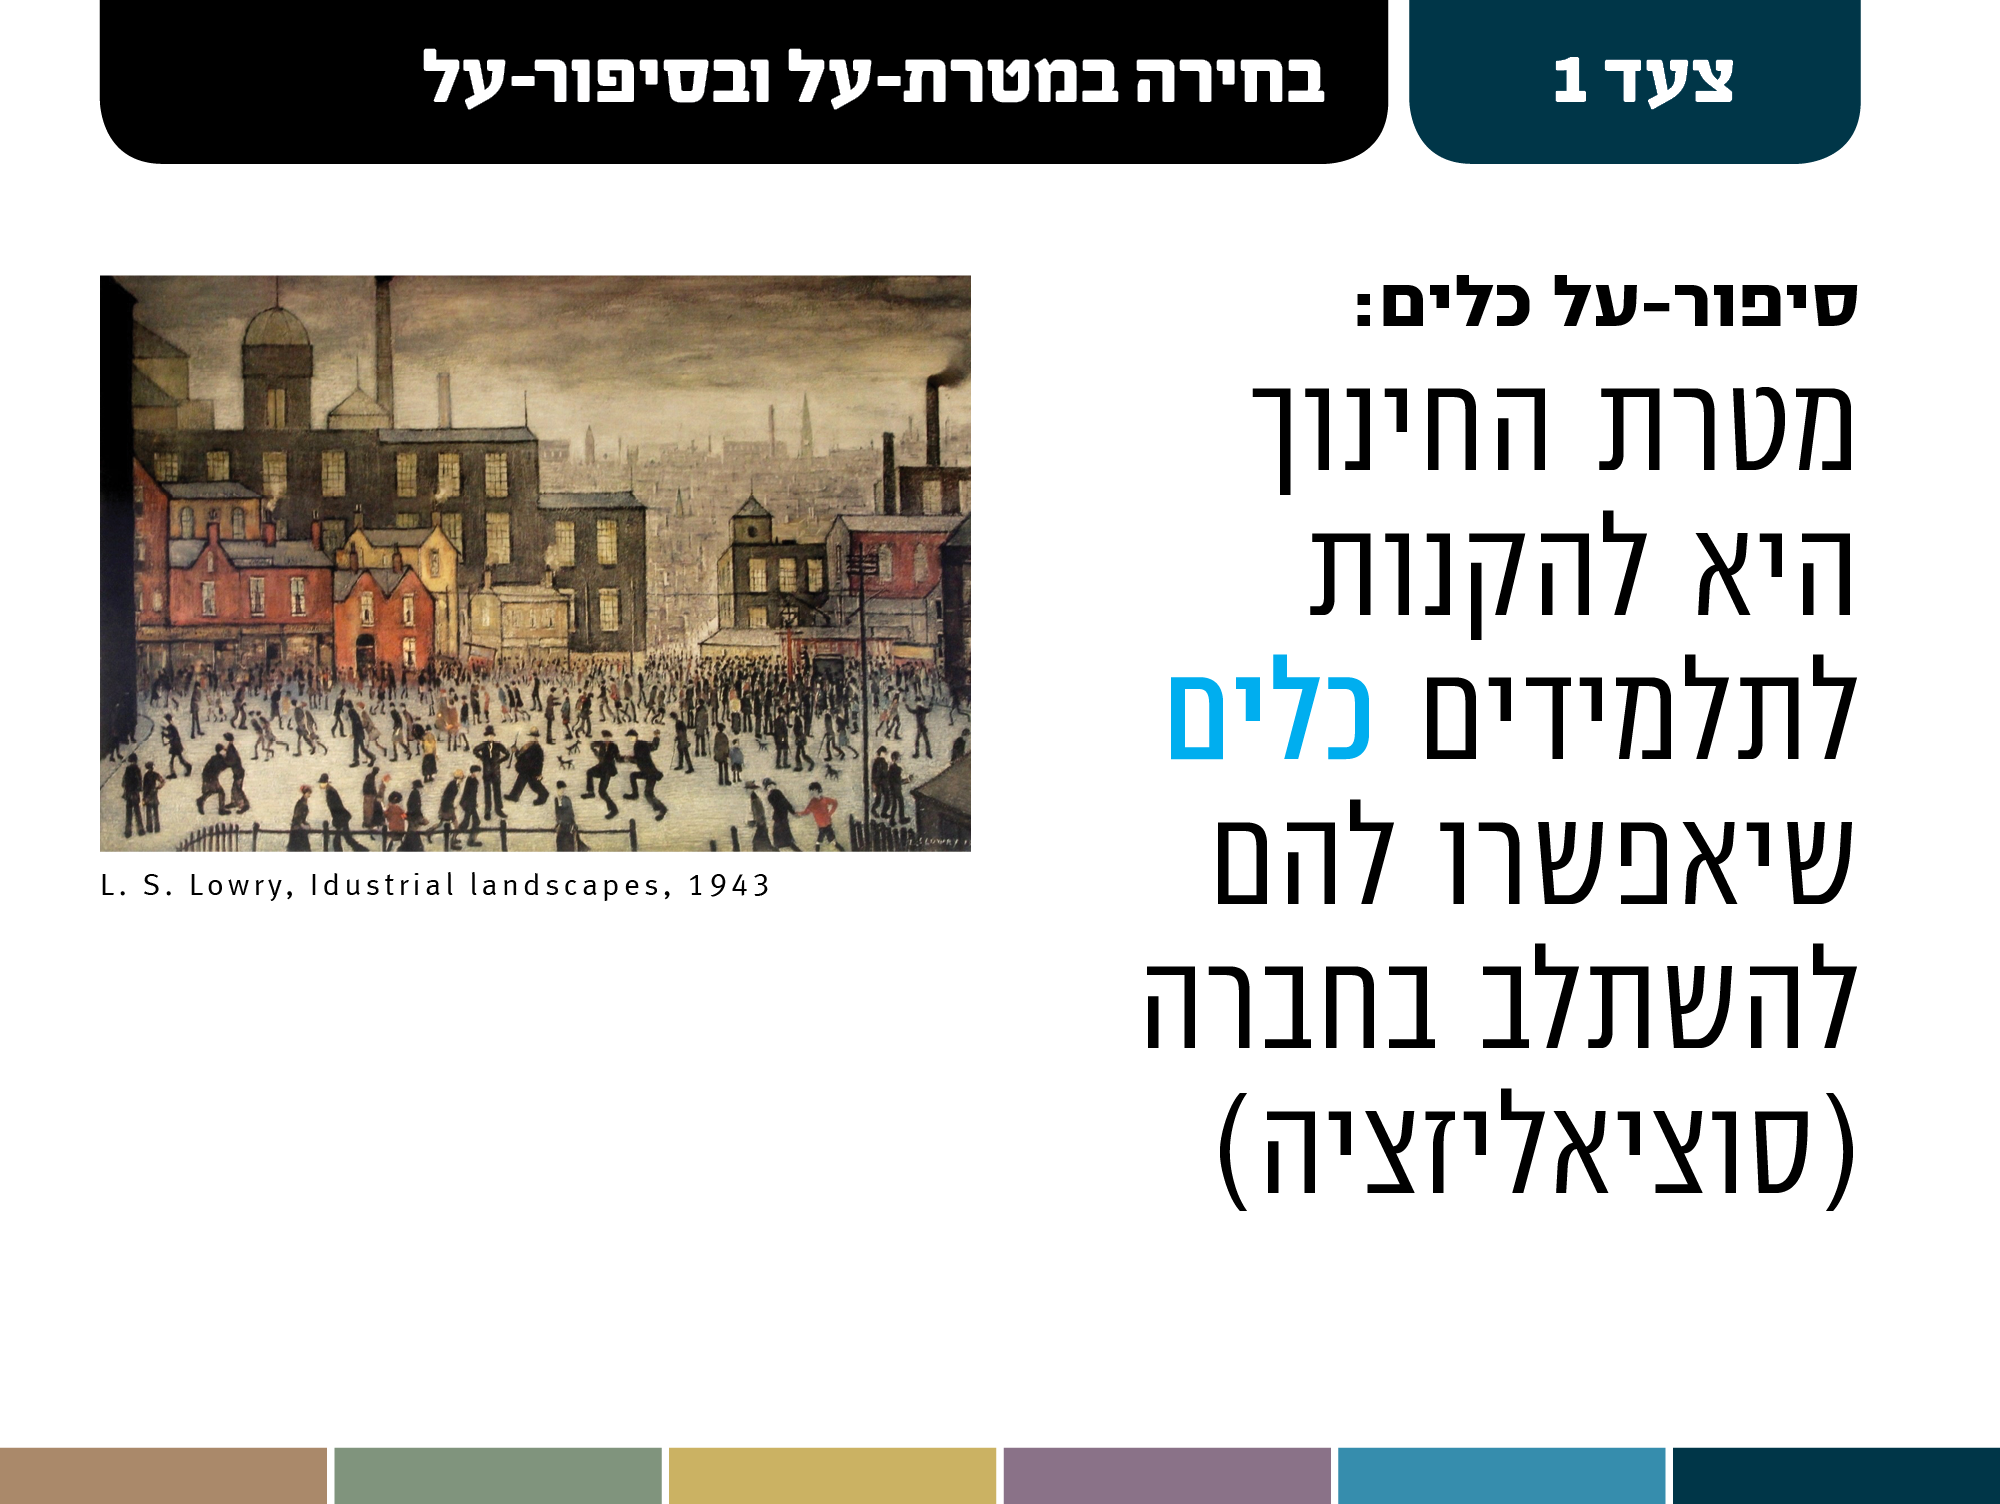 צעד 1
בחירה במטרת-על ובסיפור-על
סיפור-על כלים:
מטרת החינוך
היא להקנות
לתלמידים כלים
שיאפשרו להם
להשתלב בחברה
(סוציאליזציה)
L. S. Lowry, Idustrial landscapes, 1943